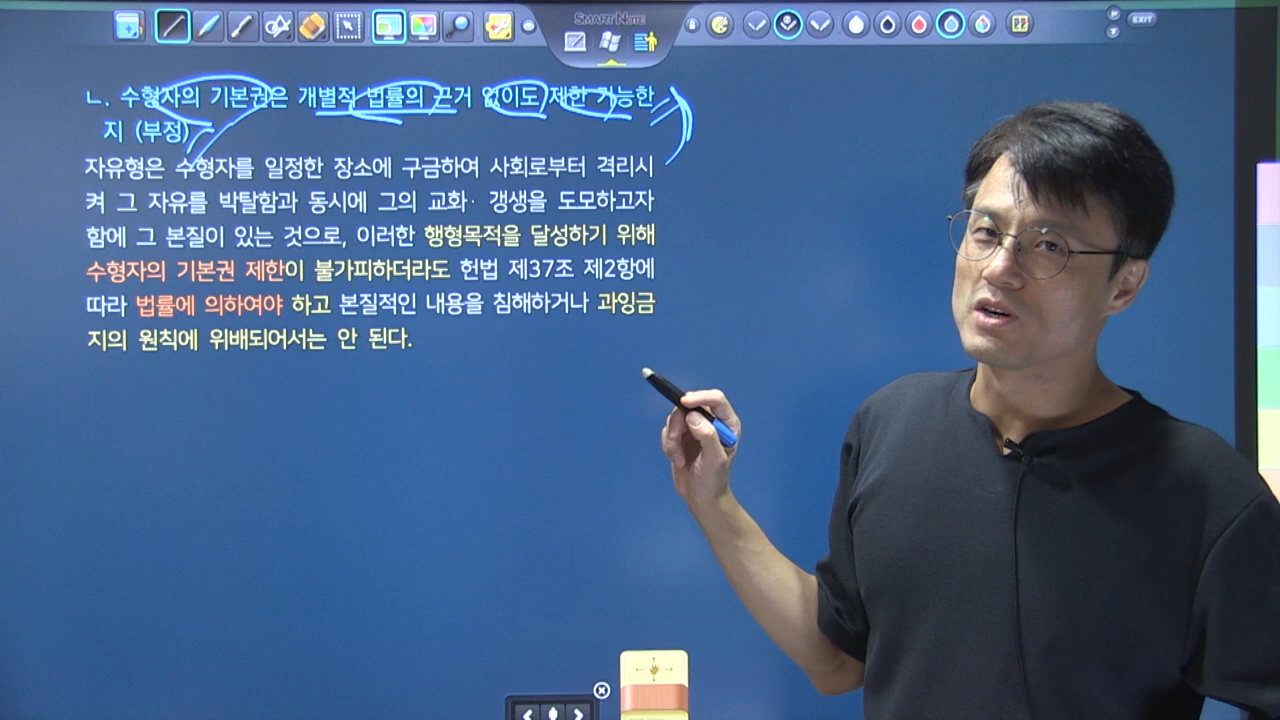 SMART NOTE
EXIT
ㄴ. 수형자의 기본권은 개별적 법률의 근거 없이도 제한 가능한
지 (부정)
자유형은 수형자를 일정한 장소에 구금하여 사회로부터 격리시
켜 그 자유를 박탈함과 동시에 그의 교화· 갱생을 도모하고자
함에 그 본질이 있는 것으로, 이러한 행형목적을 달성하기 위해
수형자의 기본권 제한이 불가피하더라도 헌법 제37조 제2항에
따라 법률에 의하여야 하고 본질적인 내용을 침해하거나 과잉금
지의 원칙에 위배되어서는 안 된다.